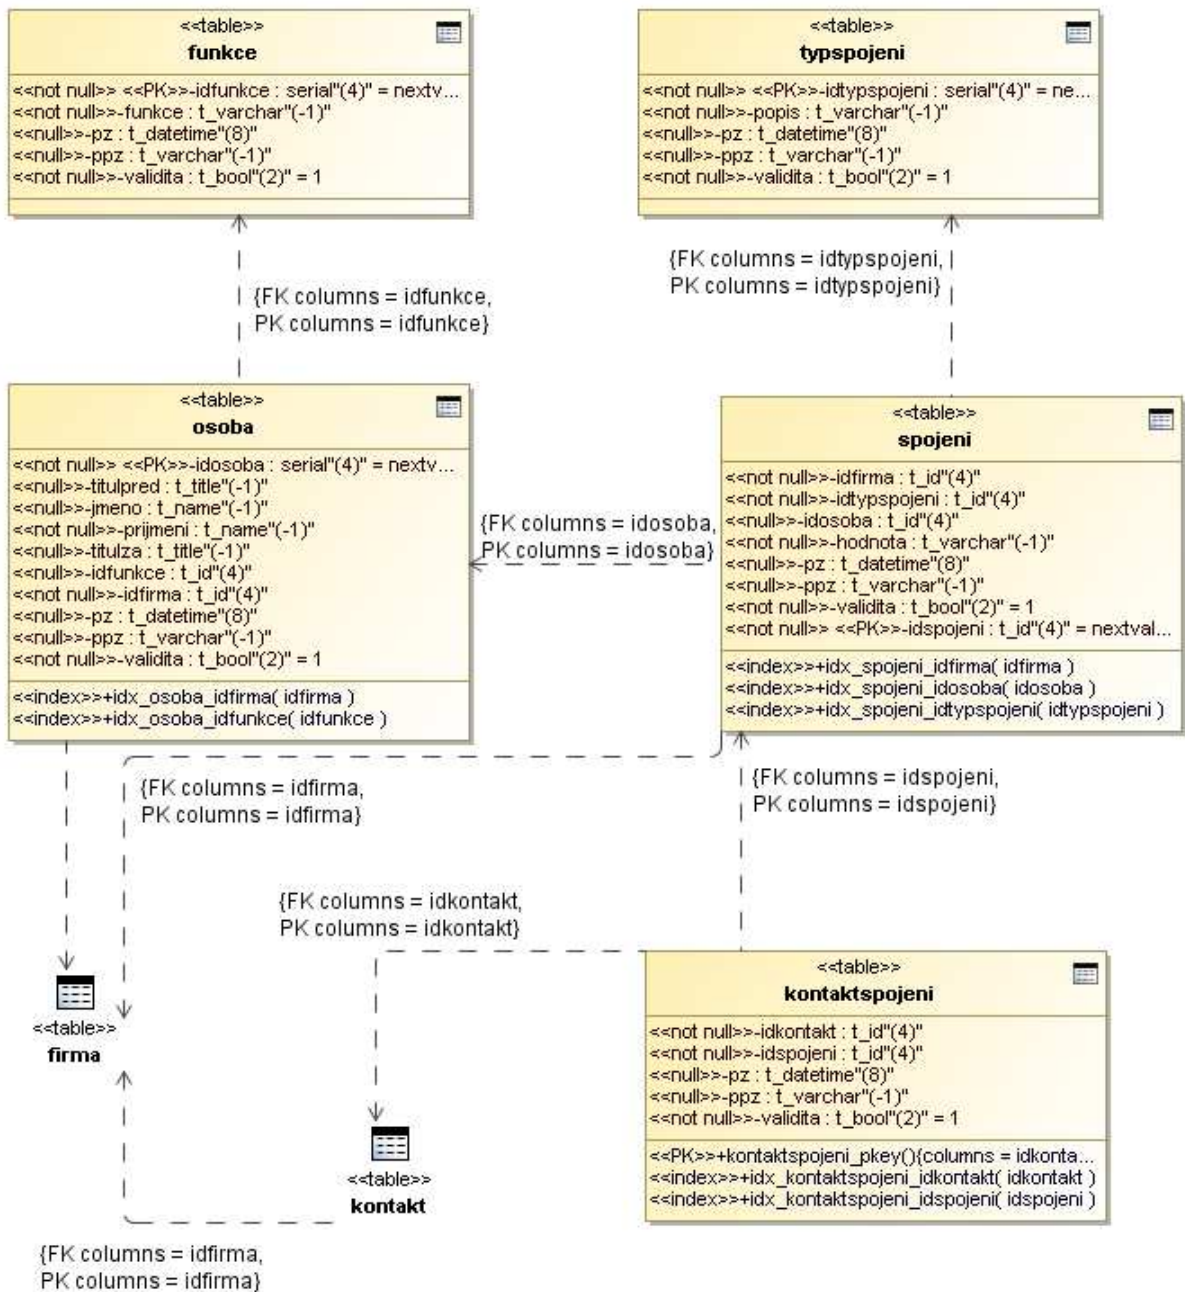 <<table>>
funkce
<<not null>> <<PK>>-idfunkce : serial"(4)" = nextv...
<<not null>>-funkce : t_varchar"(-1)"
<<null>>-pz : t_datetime"(8)"
<<null>>-ppz : t_varchar"(-1)"
<<not null>>-validita : t_bool"(2)" = 1
<<table>>
typspojeni
<<not null>> <<PK>>-idtypspojeni : serial"(4)" = ne...
<<not null>>-popis : t_varchar"(-1)"
<<null>>-pz : t_datetime"(8)"
<<null>>-ppz : t_varchar"(-1)"
<<not null>>-validita : t_bool"(2)" = 1
{FK columns = idfunkce,
PK columns = idfunkce}
{FK columns = idtypspojeni,
PK columns = idtypspojeni}
<<table>>
osoba
<<not null>> <<PK>>-idosoba : serial"(4)" = nextv...
<<null>>-titulpred : t_title"(-1)"
<<null>>-jmeno : t_name"(-1)"
<<not null>>-prijmeni : t_name"(-1)"
<<null>>-titulza : t_title"(-1)"
<<null>>-idfunkce : t_id"(4)"
<<not null>>-idfirma : t_id"(4)"
<<null>>-pz : t_datetime"(8)"
<<null>>-ppz : t_varchar"(-1)"
<<not null>>-validita : t_bool"(2)" = 1
<<index>>+idx_osoba_idfirma( idfirma )
<<index>>+idx_osoba_idfunkce( idfunkce )
{FK columns = idosoba,
PK columns = idosoba}
<<table>>
spojeni
<<not null>>-idfirma : t_id"(4)"
<<not null>>-idtypspojeni : t_id"(4)"
<<null>>-idosoba : t_id"(4)"
<<not null>>-hodnota : t_varchar"(-1)"
<<null>>-pz : t_datetime"(8)"
<<null>>-ppz : t_varchar"(-1)"
<<not null>>-validita : t_bool"(2)" = 1
<<not null>> <<PK>>-idspojeni : t_id"(4)" = nextval...
<<index>>+idx_spojeni_idfirma( idfirma )
<<index>>+idx_spojeni_idosoba( idosoba )
<<index>>+idx_spojeni_idtypspojeni( idtypspojeni )
{FK columns = idfirma,
PK columns = idfirma}
{FK columns = idspojeni,
PK columns = idspojeni}
{FK columns = idkontakt,
PK columns = idkontakt}
<<table>>
firma
<<table>>
kontakt
<<table>>
kontaktspojeni
<<not null>>-idkontakt : t_id"(4)"
<<not null>>-idspojeni : t_id"(4)"
<<null>>-pz : t_datetime"(8)"
<<null>>-ppz : t_varchar"(-1)"
<<not null>>-validita : t_bool"(2)" = 1
<<PK>>+kontaktspojeni_pkey(){columns = idkonta...
<<index>>+idx_kontaktspojeni_idkontakt( idkontakt )
<<index>>+idx_kontaktspojeni_idspojeni( idspojeni )
{FK columns = idfirma,
PK columns = idfirma}